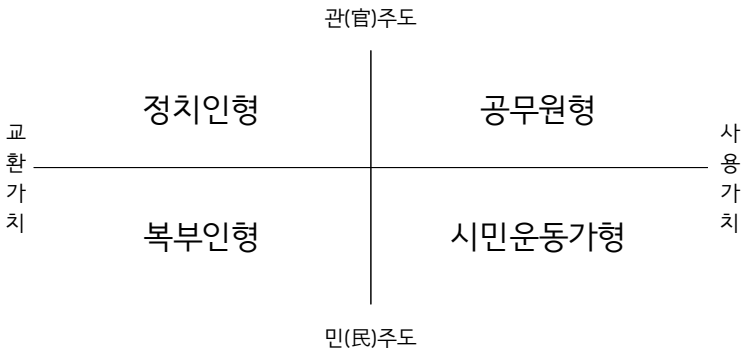 관(官)주도
정치인형
공무원형
교환가치
사용가치
복부인형
시민운동가형
민(民)주도